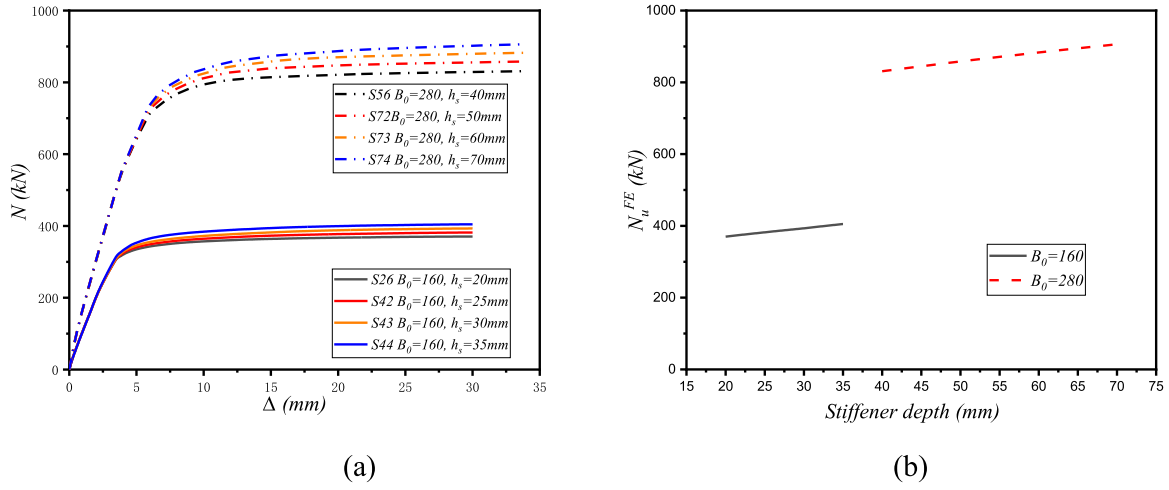 1000
800
600
400
200
0
N (kN)
S56 B0=280, hs=40mm
S72B0=280, hs=50mm
S73 B0=280, hs=60mm
S74 B0=280, hs=70mm
S26 B0=160, hs=20mm
S42 B0=160, hs=25mm
S43 B0=160, hs=30mm
S44 B0=160, hs=35mm
0 5 10 15 20 25 30 35
Δ (mm)
(a)
1000
800
600
400
200
0
NuFE (kN)
B0=160
B0=280
15 20 25 30 35 40 45 50 55 60 65 70 75
Stiffener depth (mm)
(b)